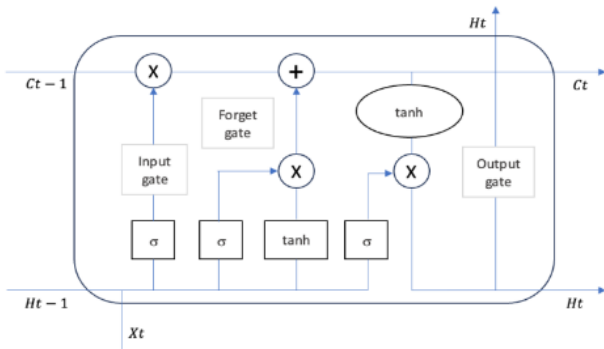 Ht
X
+
Ct − 1
Ct
tanh
Forget
gate
Input
gate
X
X
Output
gate
σ
σ
tanh
σ
Ht − 1
Ht
Xt